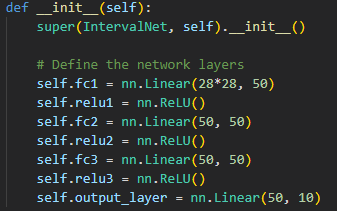 def __init__(self):
    super(IntervalNet, self).__init__()

    # Define the network layers
    self.fc1 = nn.Linear(28*28, 50)
    self.relu1 = nn.ReLU()
    self.fc2 = nn.Linear(50, 50)
    self.relu2 = nn.ReLU()
    self.fc3 = nn.Linear(50, 50)
    self.relu3 = nn.ReLU()
    self.output_layer = nn.Linear(50, 10)